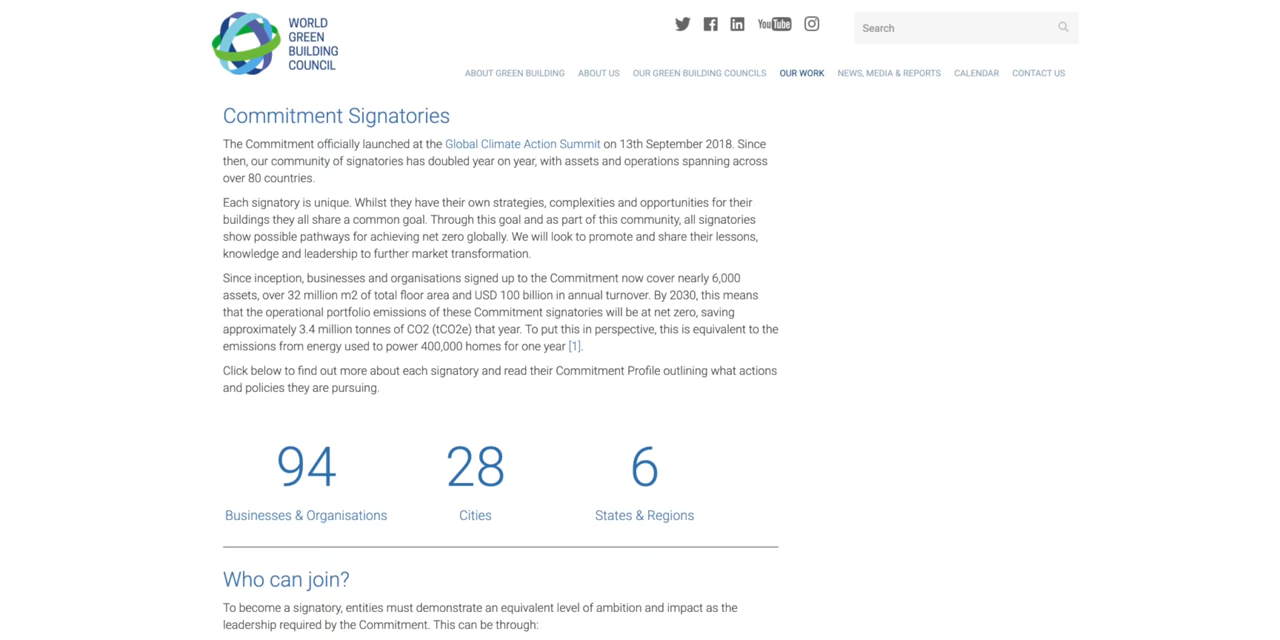 WORLD
GREEN
BUILDING
COUNCIL
YouTube
Search
ABOUT GREEN BUILDING ABOUT US OUR GREEN BUILDING COUNCILS OUR WORK NEWS, MEDIA & REPORTS CALENDAR CONTACT US
Commitment Signatories
The Commitment officially launched at the Global Climate Action Summit on 13th September 2018. Since
then, our community of signatories has doubled year on year, with assets and operations spanning across
over 80 countries.
Each signatory is unique. Whilst they have their own strategies, complexities and opportunities for their
buildings they all share a common goal. Through this goal and as part of this community, all signatories
show possible pathways for achieving net zero globally. We will look to promote and share their lessons,
knowledge and leadership to further market transformation.
Since inception, businesses and organisations signed up to the Commitment now cover nearly 6,000
assets, over 32 million m2 of total floor area and USD 100 billion in annual turnover. By 2030, this means
that the operational portfolio emissions of these Commitment signatories will be at net zero, saving
approximately 3.4 million tonnes of CO2 (tCO2e) that year. To put this in perspective, this is equivalent to the
emissions from energy used to power 400,000 homes for one year [1].
Click below to find out more about each signatory and read their Commitment Profile outlining what actions
and policies they are pursuing.
94 28 6
Businesses & Organisations Cities States & Regions
Who can join?
To become a signatory, entities must demonstrate an equivalent level of ambition and impact as the
leadership required by the Commitment. This can be through: